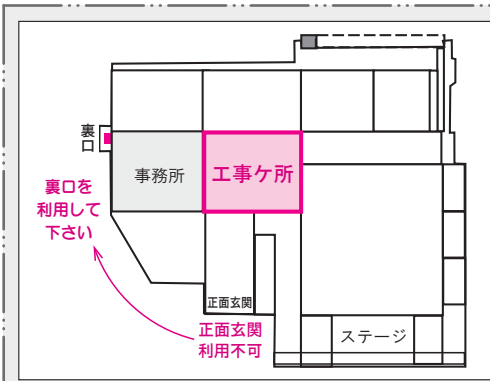 裏口
事務所
工事ケ所
裏口を
利用して
下さい
正面玄関
正面玄関
利用不可
ステージ